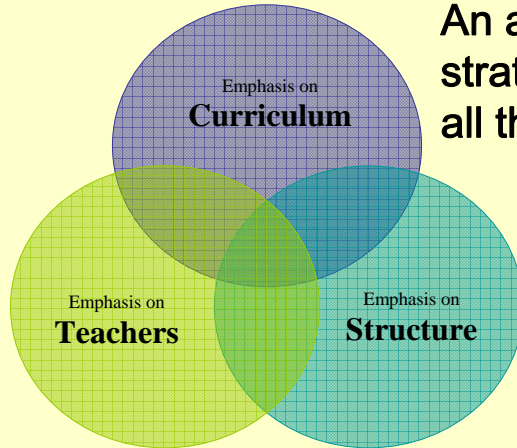 An
strat
all th
Emphasis on
Curriculum
Emphasis on
Teachers
Emphasis on
Structure